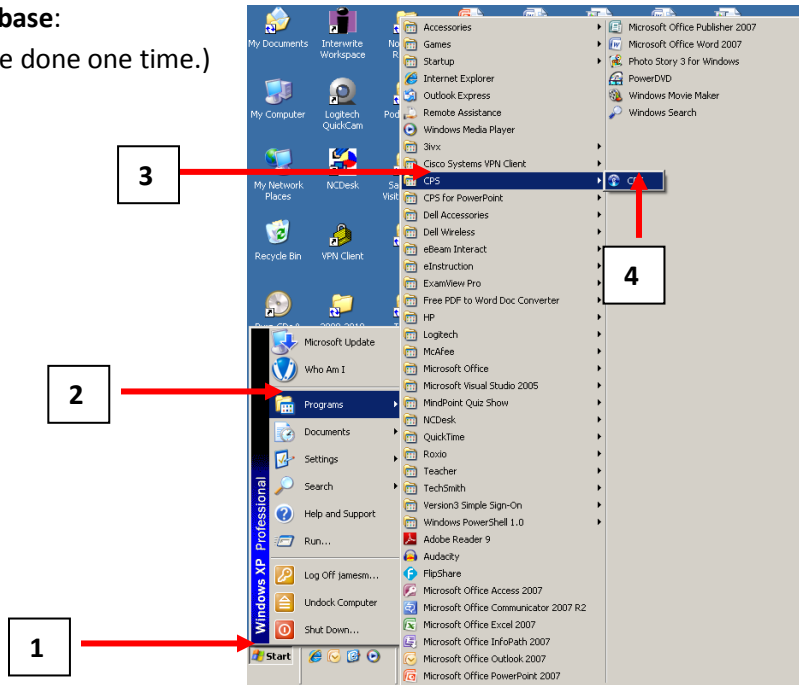 base:
e done one time.)
My Documents
Interwrite
Workspace
My Computer
Logitech
QuickCam
My Network
Places
NCDesk
Recycle Bin
VPN Client
3
2
1
4
Microsoft Update
Who Am I
Programs
Documents
Settings
Search
Help and Support
Run...
Log Off jamesm...
Undock Computer
Shut Down...
Windows XP Professional
Start
Accessories
Games
Startup
Internet Explorer
Outlook Express
Remote Assistance
Windows Media Player
3ivx
Cisco Systems VPN Client
CPS
CPS for PowerPoint
Dell Accessories
Dell Wireless
eBeam Interact
eInstruction
ExamView Pro
Free PDF to Word Doc Converter
HP
Logitech
McAfee
Microsoft Office
Microsoft Visual Studio 2005
MindPoint Quiz Show
NCDesk
QuickTime
Roxio
Teacher
TechSmith
Version3 Simple Sign-On
Windows PowerShell 1.0
Adobe Reader 9
Audacity
FlipShare
Microsoft Office Access 2007
Microsoft Office Communicator 2007 R2
Microsoft Office Excel 2007
Microsoft Office InfoPath 2007
Microsoft Office Outlook 2007
Microsoft Office PowerPoint 2007
Microsoft Office Publisher 2007
Microsoft Office Word 2007
Photo Story 3 for Windows
PowerDVD
Windows Movie Maker
Windows Search